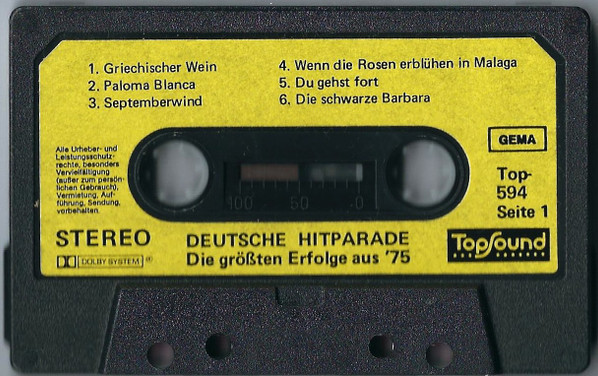 1. Griechischer Wein
2. Paloma Blanca
3. Septemberwind
4. Wenn die Rosen erblühen in Malaga
5. Du gehst fort
6. Die schwarze Barbara
GEMA
Alle Urheber- und
Leistungsschutz-
rechte, besonders
Vervielfältigung
(außer zum persön-
lichen Gebrauch),
Vermietung, Auf-
führung, Sendung,
vorbehalten.
100 50 -0
Top-
594
Seite 1
STEREO
DOLBY SYSTEM ®
DEUTSCHE HITPARADE
Die größten Erfolge aus '75
TopSound